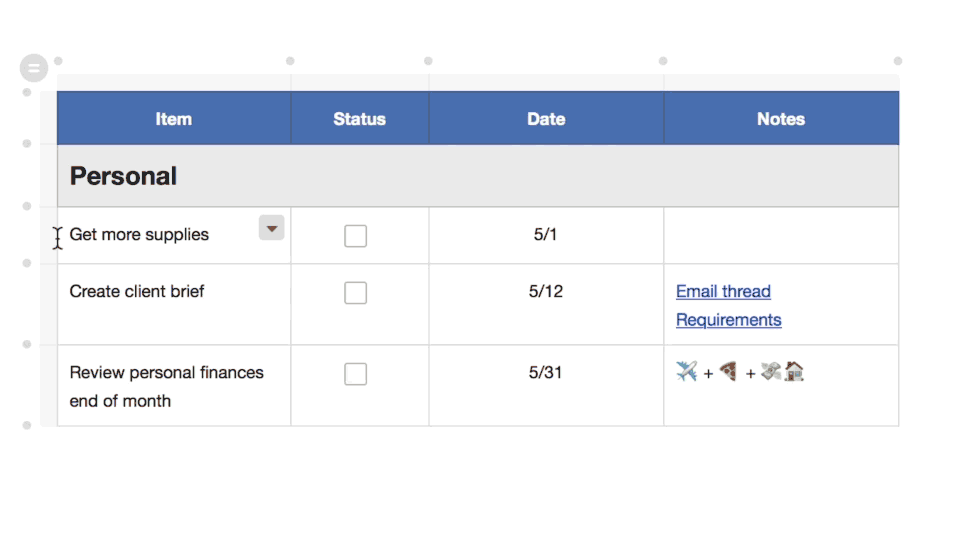 Item Status Date Notes
Personal
Get more supplies 5/1
Create client brief 5/12 Email thread
Requirements
Review personal finances 5/31 ✈️ + 🍕 + 💸🏠
end of month